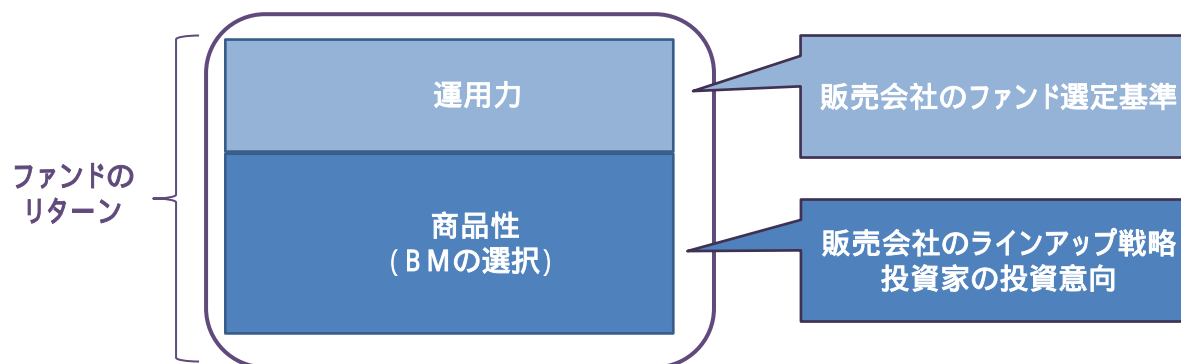 運用力
販売会社のファンド選定基準
ファンドの
リターン
商品性
(BMの選択)
販売会社のラインアップ戦略
投資家の投資意向